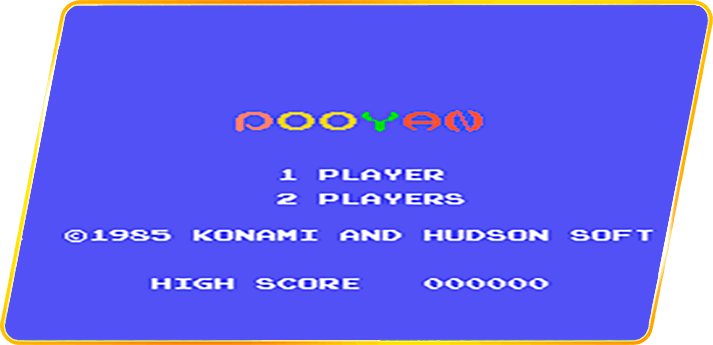 POOYAN
1 PLAYER
2 PLAYERS
©1985 KONAMI AND HUDSON SOFT
HIGH SCORE 000000